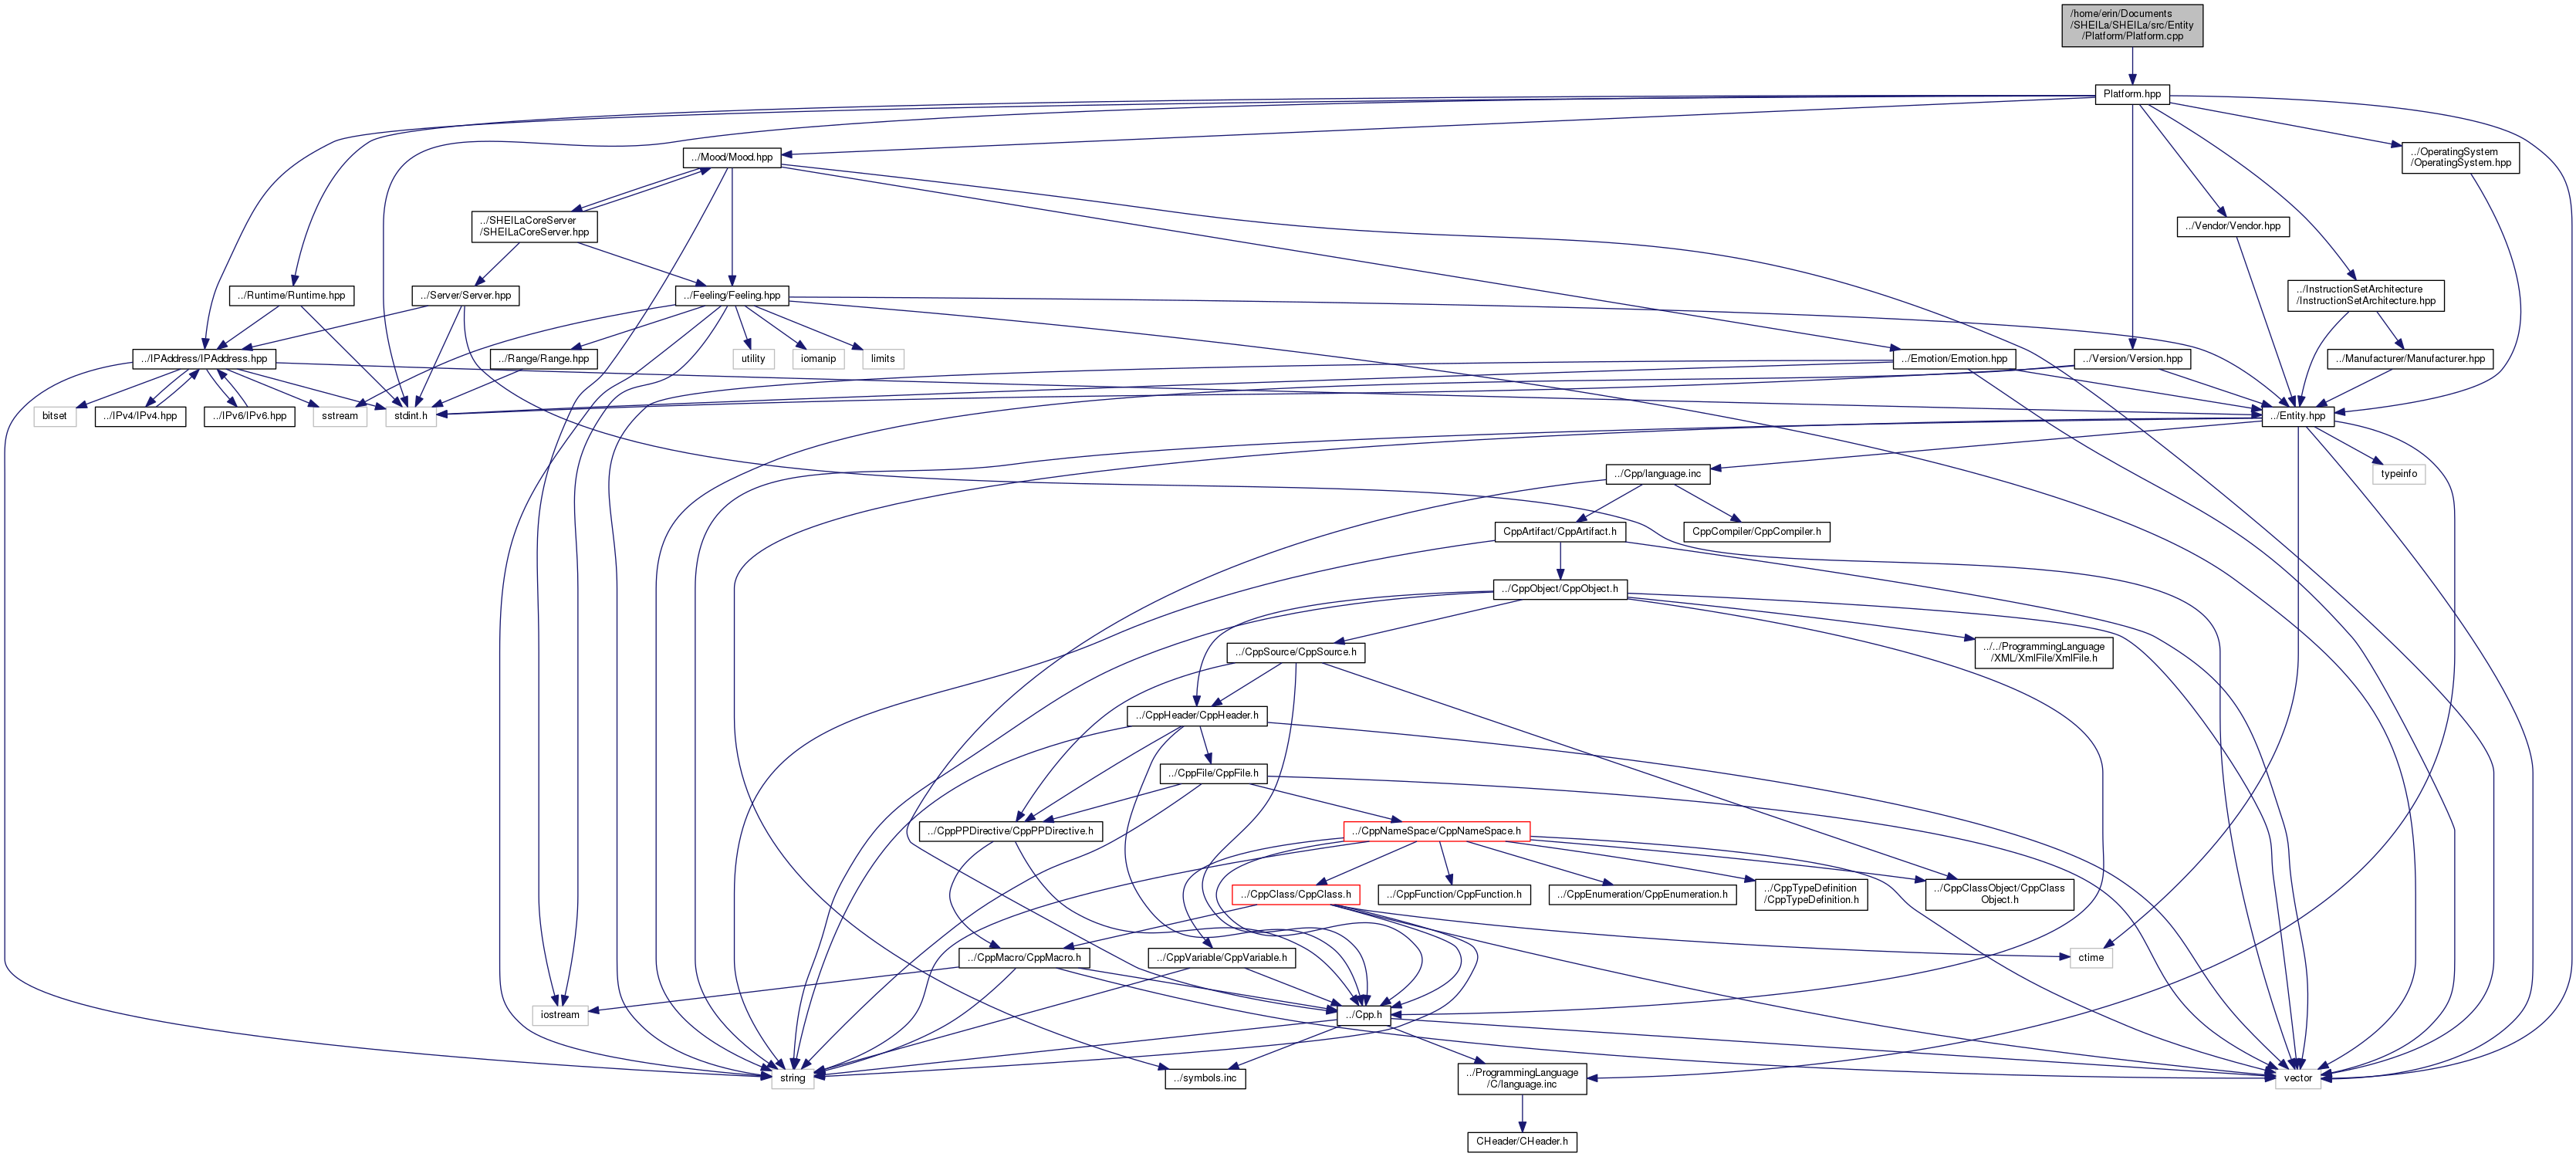 /home/erin/Documents
/SHEILa/SHEILa/src/Entity
/Platform/Platform.cpp
Platform.hpp
../Mood/Mood.hpp
../OperatingSystem
/OperatingSystem.hpp
../SHEILaCoreServer
/SHEILaCoreServer.hpp
../Vendor/Vendor.hpp
../Runtime/Runtime.hpp
../Server/Server.hpp
../Feeling/Feeling.hpp
../InstructionSetArchitecture
/InstructionSetArchitecture.hpp
../IPAddress/IPAddress.hpp
../Range/Range.hpp
utility
iomanip
limits
../Emotion/Emotion.hpp
../Version/Version.hpp
../Manufacturer/Manufacturer.hpp
bitset
../IPv4/IPv4.hpp
../IPv6/IPv6.hpp
sstream
stdint.h
../Entity.hpp
../Cpp/language.inc
typeinfo
CppArtifact/CppArtifact.h
CppCompiler/CppCompiler.h
../CppObject/CppObject.h
../CppSource/CppSource.h
../../ProgrammingLanguage
/XML/XmlFile/XmlFile.h
../CppHeader/CppHeader.h
../CppFile/CppFile.h
../CppPPDirective/CppPPDirective.h
../CppNameSpace/CppNameSpace.h
../CppClass/CppClass.h
../CppFunction/CppFunction.h
../CppEnumeration/CppEnumeration.h
../CppTypeDefinition
/CppTypeDefinition.h
../CppClassObject/CppClass
Object.h
../CppMacro/CppMacro.h
../CppVariable/CppVariable.h
ctime
iostream
../Cpp.h
string
../symbols.inc
../ProgrammingLanguage
/C/language.inc
vector
CHeader/CHeader.h